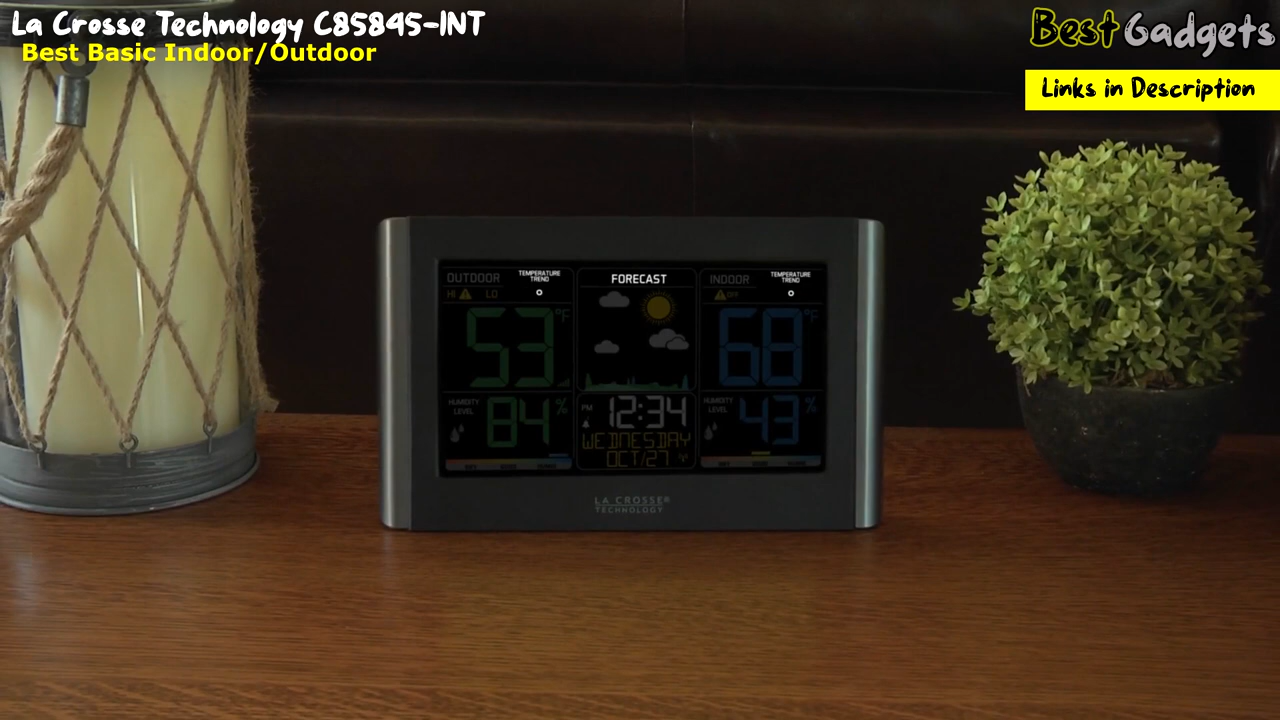 La Crosse Technology C85845-INT
Best Basic Indoor/Outdoor
Best Gadgets
Links in Description
OUTDOOR
TEMPERATURE
TREND
HI LO
53°F
HUMIDITY
LEVEL
84%
FORECAST
PM 12:34
WEDNESDAY
OCT/27
INDOOR
TEMPERATURE
TREND
OFF
68°F
HUMIDITY
LEVEL
43%
LA CROSSE®
TECHNOLOGY